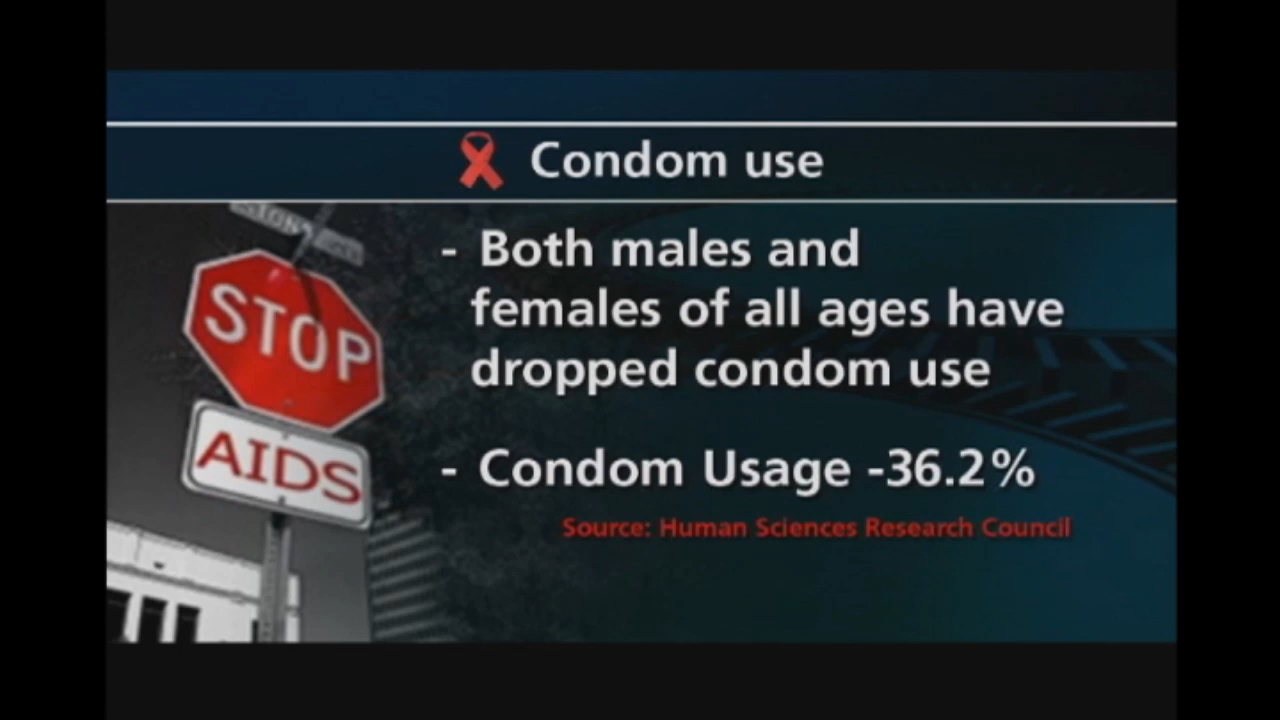 Condom use
STOP
AIDS
- Both males and
females of all ages have
dropped condom use
- Condom Usage -36.2%
Source: Human Sciences Research Council